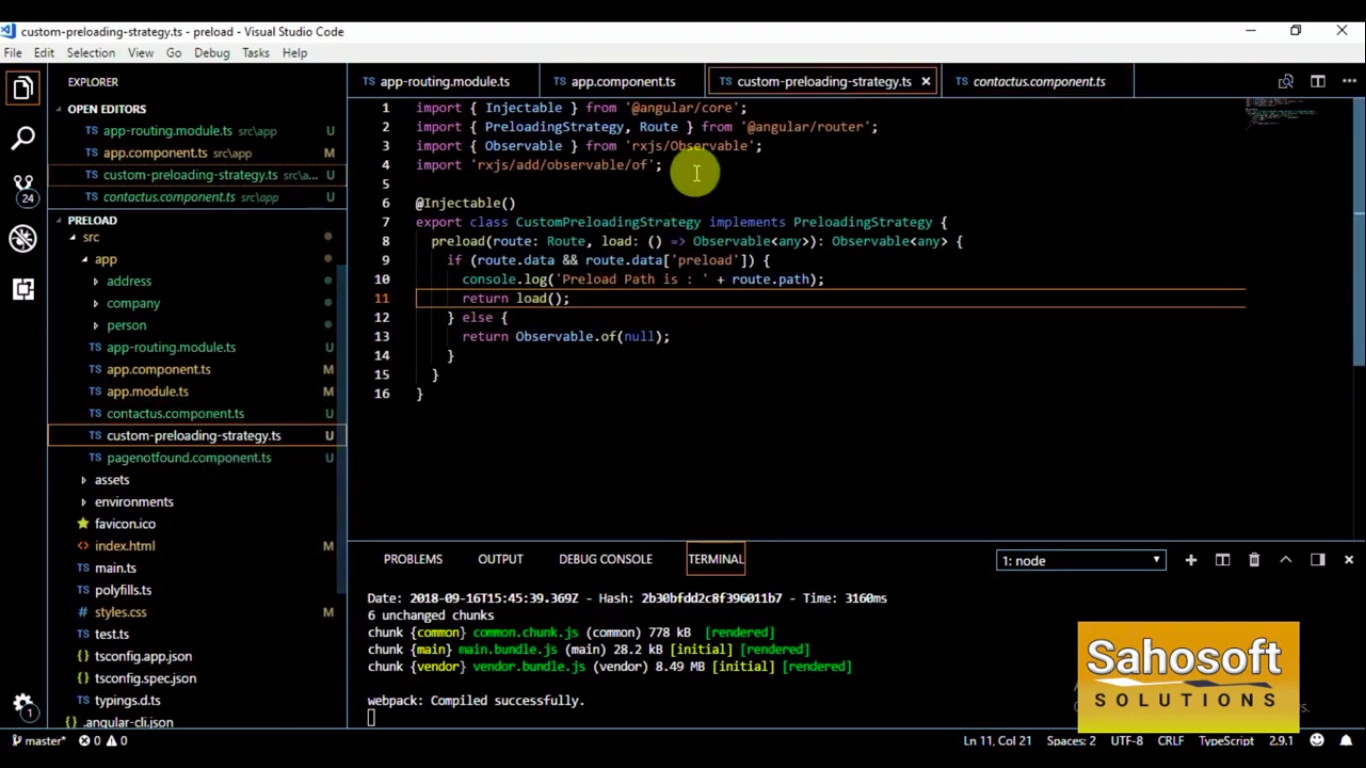 custom-preloading-strategy.ts - preload - Visual Studio Code
File Edit Selection View Go Debug Tasks Help
EXPLORER
OPEN EDITORS
TS app-routing.module.ts src\app U
TS app.component.ts src\app M
TS custom-preloading-strategy.ts src\a... U
TS contactus.component.ts src\app U
24
PRELOAD
src
app
address
company
person
TS app-routing.module.ts U
TS app.component.ts M
TS app.module.ts M
TS contactus.component.ts U
TS custom-preloading-strategy.ts U
TS pagenotfound.component.ts U
assets
environments
favicon.ico
<> index.html M
TS main.ts
TS polyfills.ts
# styles.css M
TS test.ts
{} tsconfig.app.json
{} tsconfig.spec.json
TS typings.d.ts
{} .angular-cli.json
1
TS app-routing.module.ts TS app.component.ts TS custom-preloading-strategy.ts × TS contactus.component.ts
1 import { Injectable } from '@angular/core';
2 import { PreloadingStrategy, Route } from '@angular/router';
3 import { Observable } from 'rxjs/Observable';
4 import 'rxjs/add/observable/of';
5
6 @Injectable()
7 export class CustomPreloadingStrategy implements PreloadingStrategy {
8 preload(route: Route, load: () => Observable<any>): Observable<any> {
9 if (route.data && route.data['preload']) {
10 console.log('Preload Path is : ' + route.path);
11 return load();
12 } else {
13 return Observable.of(null);
14 }
15 }
16 }
PROBLEMS OUTPUT DEBUG CONSOLE TERMINAL 1: node
Date: 2018-09-16T15:45:39.369Z - Hash: 2b30bfdd2c8f396011b7 - Time: 3160ms
6 unchanged chunks
chunk {common} common.chunk.js (common) 778 kB [rendered]
chunk {main} main.bundle.js (main) 28.2 kB [initial] [rendered]
chunk {vendor} vendor.bundle.js (vendor) 8.49 MB [initial] [rendered]
webpack: Compiled successfully.
Sahosoft
SOLUTIONS
master* 0 0 Ln 11, Col 21 Spaces: 2 UTF-8 CRLF TypeScript 2.9.1